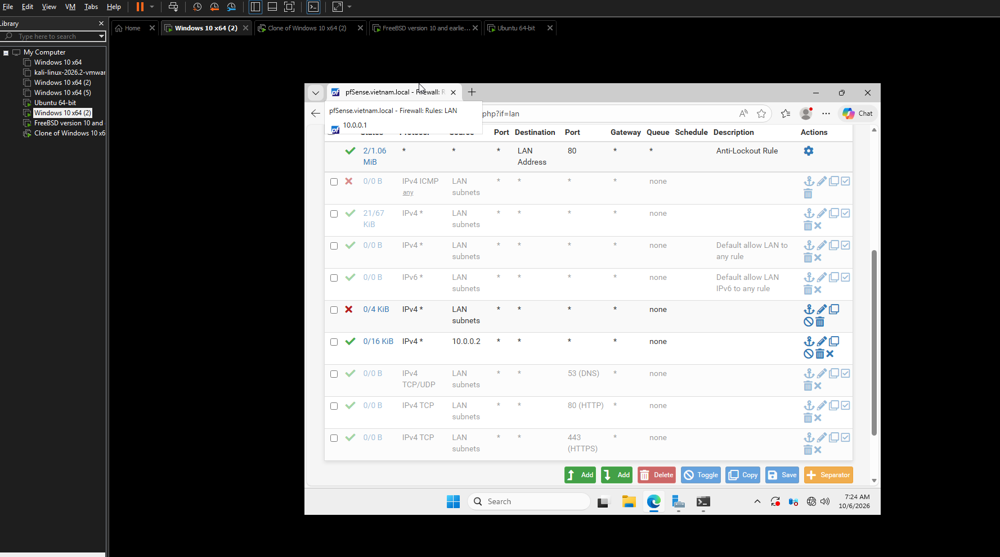 File Edit View VM Tabs Help
Library
Type here to search
My Computer
Windows 10 x64
kali-linux-2026.2-vmwar
Windows 10 x64 (2)
Windows 10 x64 (5)
Ubuntu 64-bit
Windows 10 x64 (2)
FreeBSD version 10 and
Clone of Windows 10 x6
Home
Windows 10 x64 (2)
Clone of Windows 10 x64 (2)
FreeBSD version 10 and earlie...
Ubuntu 64-bit
pfSense.vietnam.local - Firewall: R
pfSense.vietnam.local - Firewall: Rules: LAN
10.0.0.1
php?if=lan
Chat
States Protocol Source Port Destination Port Gateway Queue Schedule Description Actions
2/1.06 MiB * * * LAN Address 80 * * Anti-Lockout Rule
0/0 B IPv4 ICMP any LAN subnets * * * * none
21/67 KiB IPv4 * LAN subnets * * * * none
0/0 B IPv4 * LAN subnets * * * * none Default allow LAN to any rule
0/0 B IPv6 * LAN subnets * * * * none Default allow LAN IPv6 to any rule
0/4 KiB IPv4 * LAN subnets * * * * none
0/16 KiB IPv4 * 10.0.0.2 * * * * none
0/0 B IPv4 TCP/UDP LAN subnets * * 53 (DNS) * none
0/0 B IPv4 TCP LAN subnets * * 80 (HTTP) * none
0/0 B IPv4 TCP LAN subnets * * 443 (HTTPS) * none
Add Add Delete Toggle Copy Save Separator
Search
7:24 AM
10/6/2026